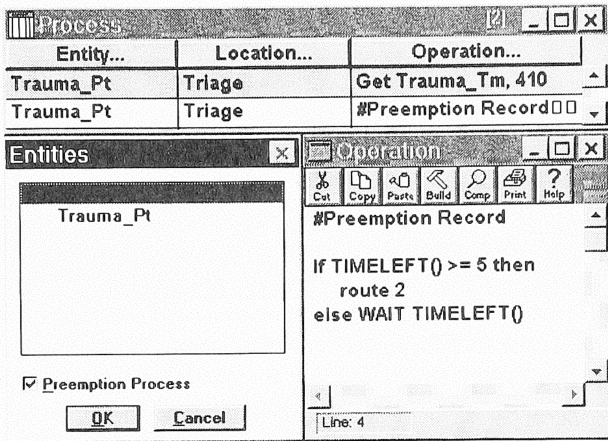 Process [2]
Entity... Location... Operation...
Trauma_Pt Triage Get Trauma_Tm, 410
Trauma_Pt Triage #Preemption Record
Entities
Trauma_Pt
Preemption Process
OK Cancel
Operation
Cut Copy Paste Build Comp Print Help
#Preemption Record
If TIMELEFT() >= 5 then
route 2
else WAIT TIMELEFT()
Line: 4